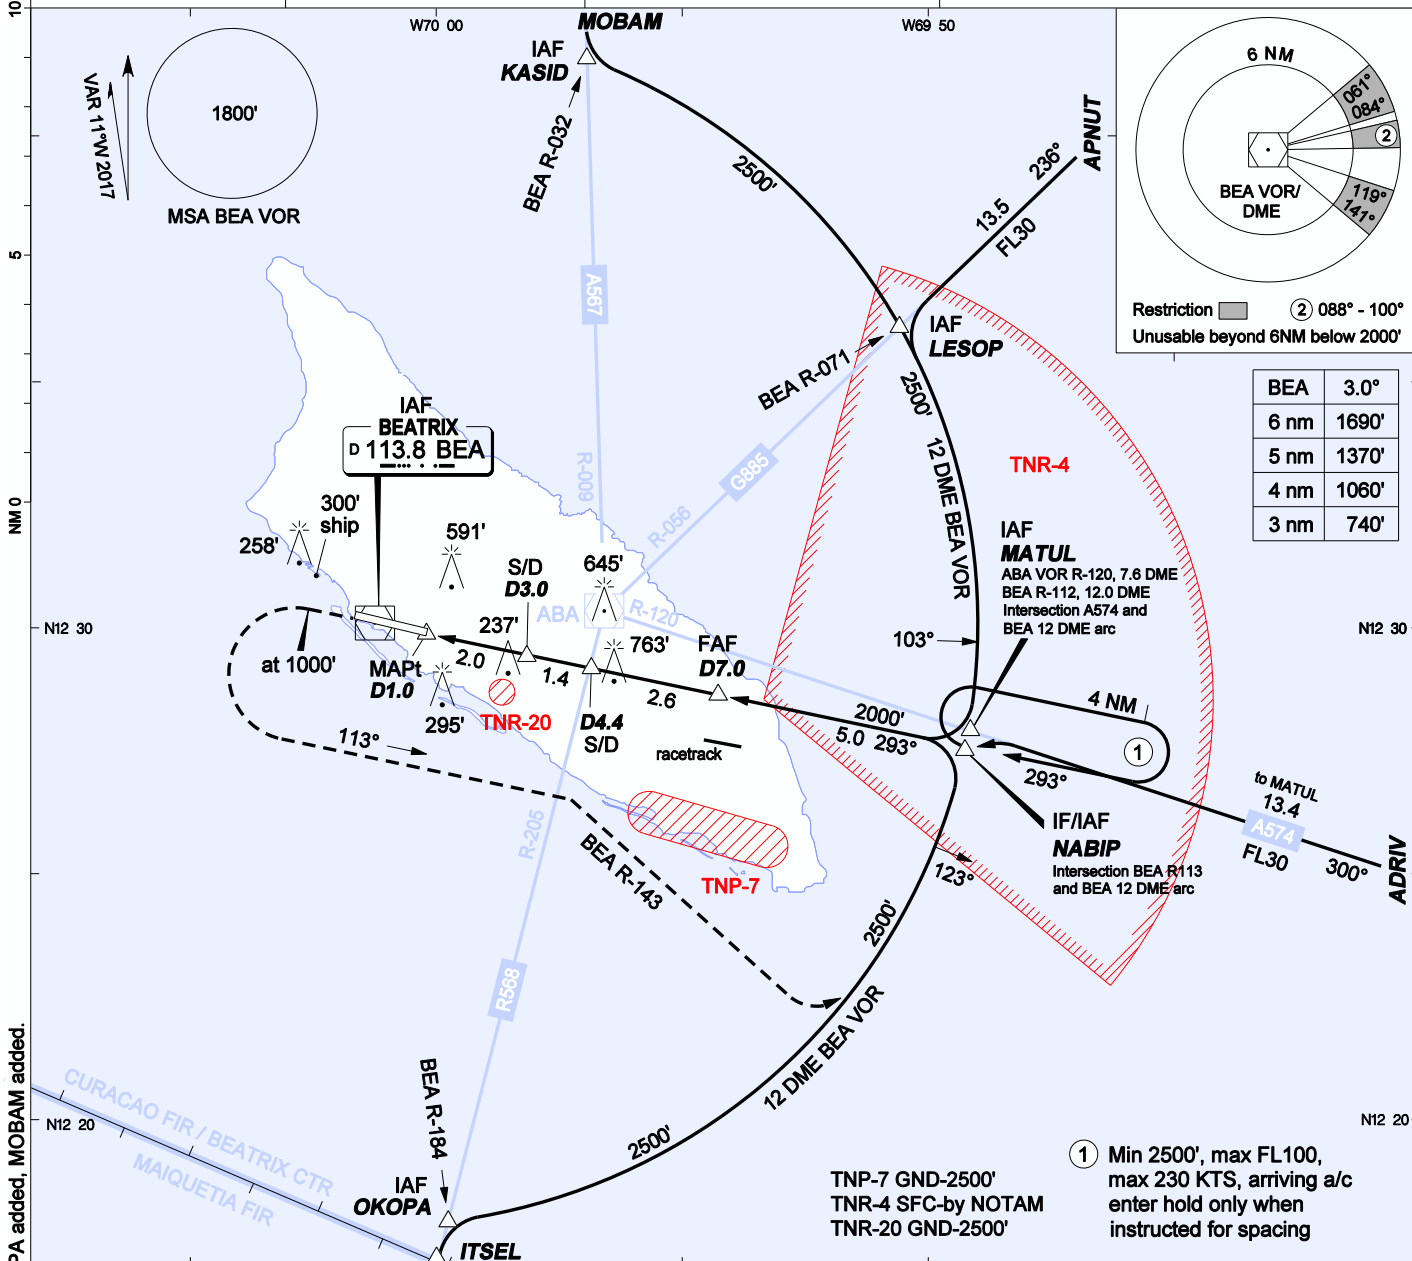 10
W70 00
MOBAM
W69 50
IAF
KASID
VAR 11°W 2017
1800'
MSA BEA VOR
BEA R-032
2500'
APNUT
236°
13.5
FL30
6 NM
061°
084°
2
BEA VOR/
DME
119°
141°
Restriction
2 088° - 100°
Unusable beyond 6NM below 2000'
5
A567
IAF
LESOP
BEA R-071
2500'
12 DME BEA VOR
BEA 3.0°
6 nm 1690'
5 nm 1370'
4 nm 1060'
3 nm 740'
IAF
BEATRIX
D 113.8 BEA
R-009
G885
R-056
TNR-4
NM 0
300'
ship
258'
591'
S/D
D3.0
645'
ABA
R-120
IAF
MATUL
ABA VOR R-120, 7.6 DME
BEA R-112, 12.0 DME
Intersection A574 and
BEA 12 DME arc
N12 30
N12 30
237'
763'
FAF
D7.0
103°
at 1000'
MAPt
D1.0
2.0
1.4
2.6
295'
TNR-20
D4.4
S/D
racetrack
2000'
5.0 293°
4 NM
1
293°
113°
to MATUL
13.4
A574
FL30
300°
ADRIV
IF/IAF
NABIP
Intersection BEA R113
and BEA 12 DME arc
R-205
BEA R-143
TNP-7
123°
2500'
R568
12 DME BEA VOR
CURACAO FIR / BEATRIX CTR
MAIQUETIA FIR
BEA R-184
2500'
N12 20
N12 20
IAF
OKOPA
ITSEL
TNP-7 GND-2500'
TNR-4 SFC-by NOTAM
TNR-20 GND-2500'
1 Min 2500', max FL100,
max 230 KTS, arriving a/c
enter hold only when
instructed for spacing
PA added, MOBAM added.